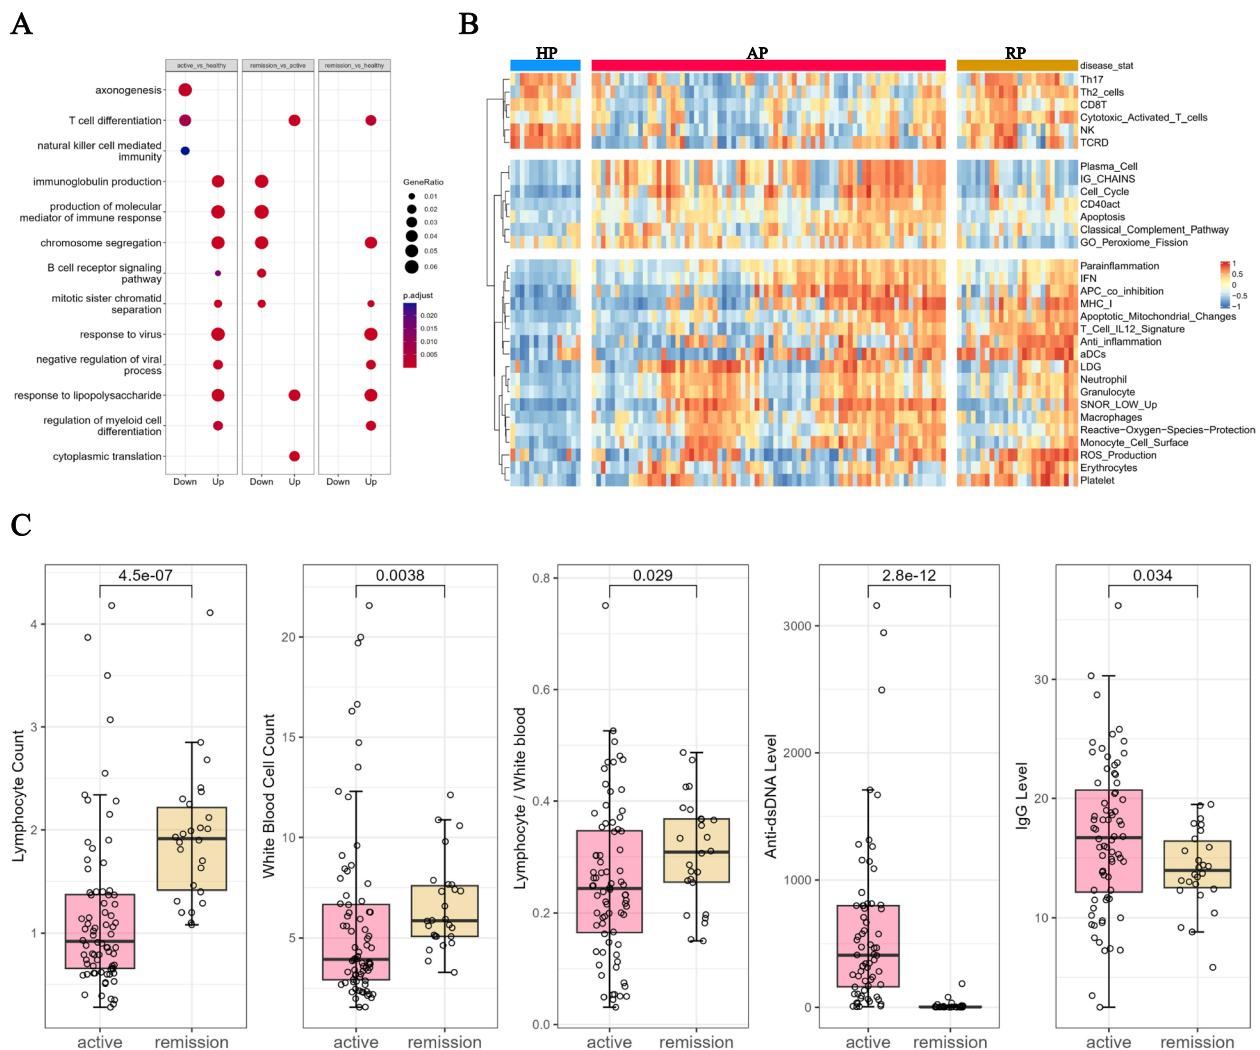 A
active_vs_healthy
remission_vs_active
remission_vs_healthy
axonogenesis
T cell differentiation
natural killer cell mediated
immunity
immunoglobulin production
production of molecular
mediator of immune response
chromosome segregation
B cell receptor signaling
pathway
mitotic sister chromatid
separation
response to virus
negative regulation of viral
process
response to lipopolysaccharide
regulation of myeloid cell
differentiation
cytoplasmic translation
Down Up Down Up Down Up
GeneRatio
0.01
0.02
0.03
0.04
0.05
0.06
p.adjust
0.020
0.015
0.010
0.005
B
HP AP RP
disease_stat
Th17
Th2_cells
CD8T
Cytotoxic_Activated_T_cells
NK
TCRD
Plasma_Cell
IG_CHAINS
Cell_Cycle
CD40act
Apoptosis
Classical_Complement_Pathway
GO_Peroxiome_Fission
Parainflammation
IFN
APC_co_inhibition
MHC_I
Apoptotic_Mitochondrial_Changes
T_Cell_IL12_Signature
Anti_inflammation
aDCs
LDG
Neutrophil
Granulocyte
SNOR_LOW_Up
Macrophages
Reactive-Oxygen-Species-Protection
Monocyte_Cell_Surface
ROS_Production
Erythrocytes
Platelet
1
0.5
0
−0.5
−1
C
Lymphocyte Count
4.5e-07
4
3
2
1
active remission
White Blood Cell Count
0.0038
20
15
10
5
active remission
Lymphocyte / White blood
0.029
0.8
0.6
0.4
0.2
0.0
active remission
Anti-dsDNA Level
2.8e-12
3000
2000
1000
0
active remission
IgG Level
0.034
30
20
10
active remission